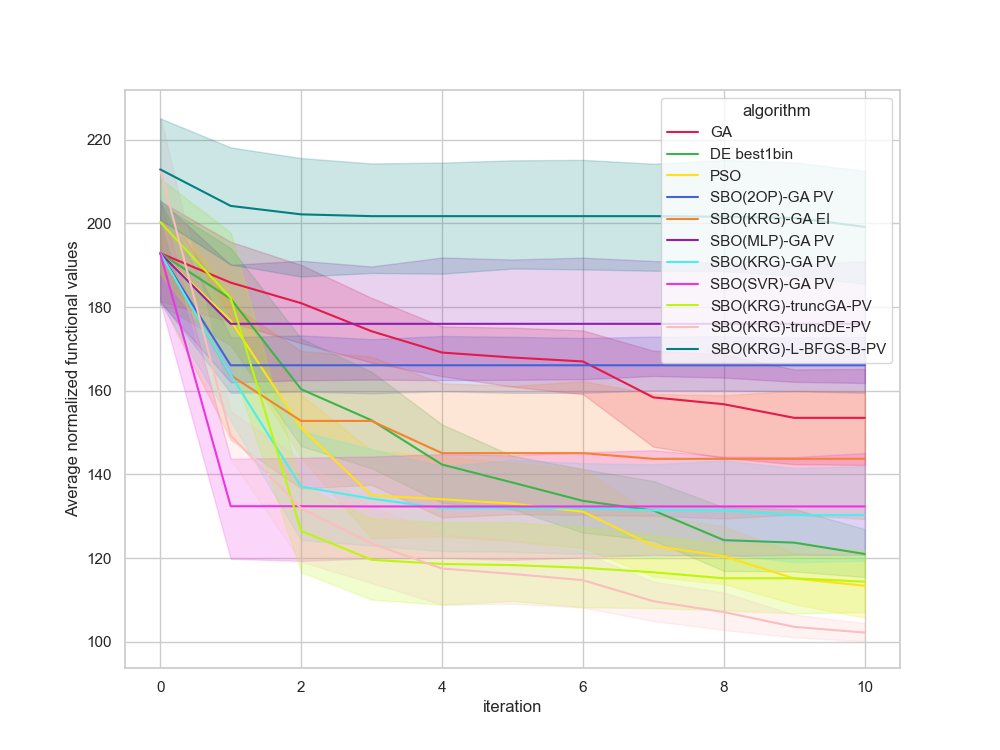 220
200
180
160
140
120
100
Average normalized functional values
0
2
4
6
8
10
iteration
algorithm
GA
DE best1bin
PSO
SBO(2OP)-GA PV
SBO(KRG)-GA EI
SBO(MLP)-GA PV
SBO(KRG)-GA PV
SBO(SVR)-GA PV
SBO(KRG)-truncGA-PV
SBO(KRG)-truncDE-PV
SBO(KRG)-L-BFGS-B-PV